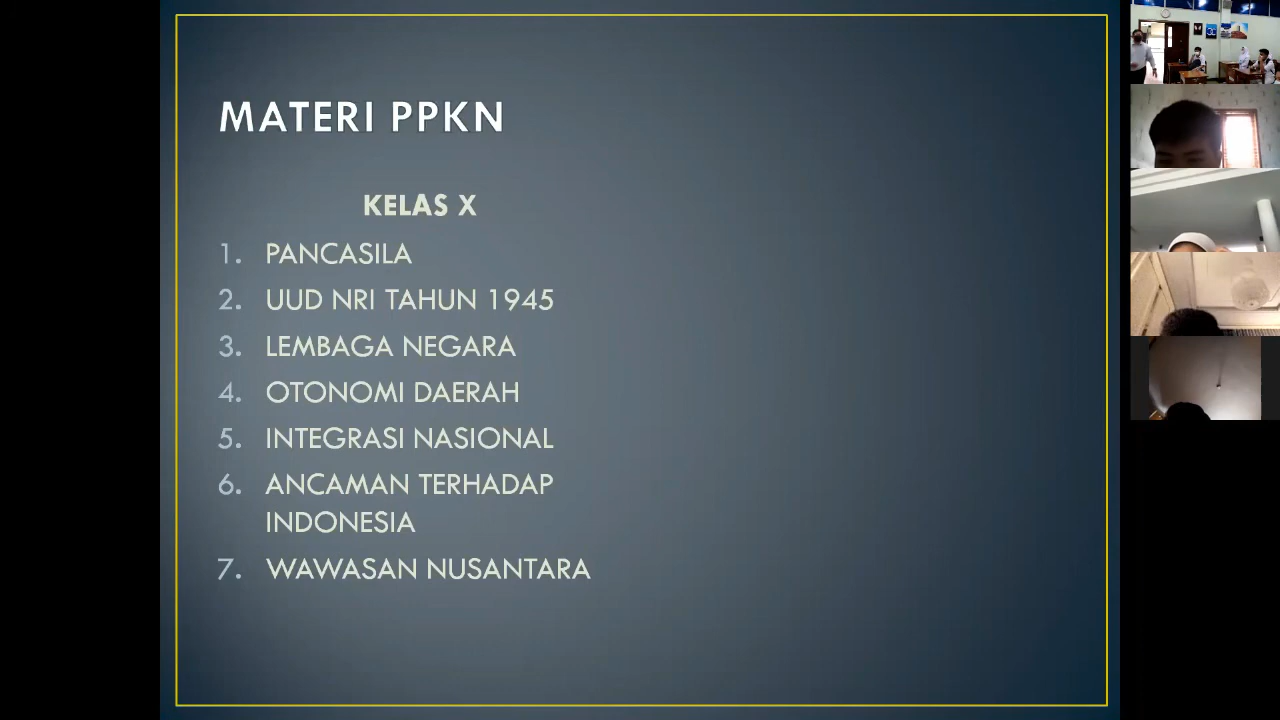 MATERI PPKN
KELAS X
1. PANCASILA
2. UUD NRI TAHUN 1945
3. LEMBAGA NEGARA
4. OTONOMI DAERAH
5. INTEGRASI NASIONAL
6. ANCAMAN TERHADAP
INDONESIA
7. WAWASAN NUSANTARA